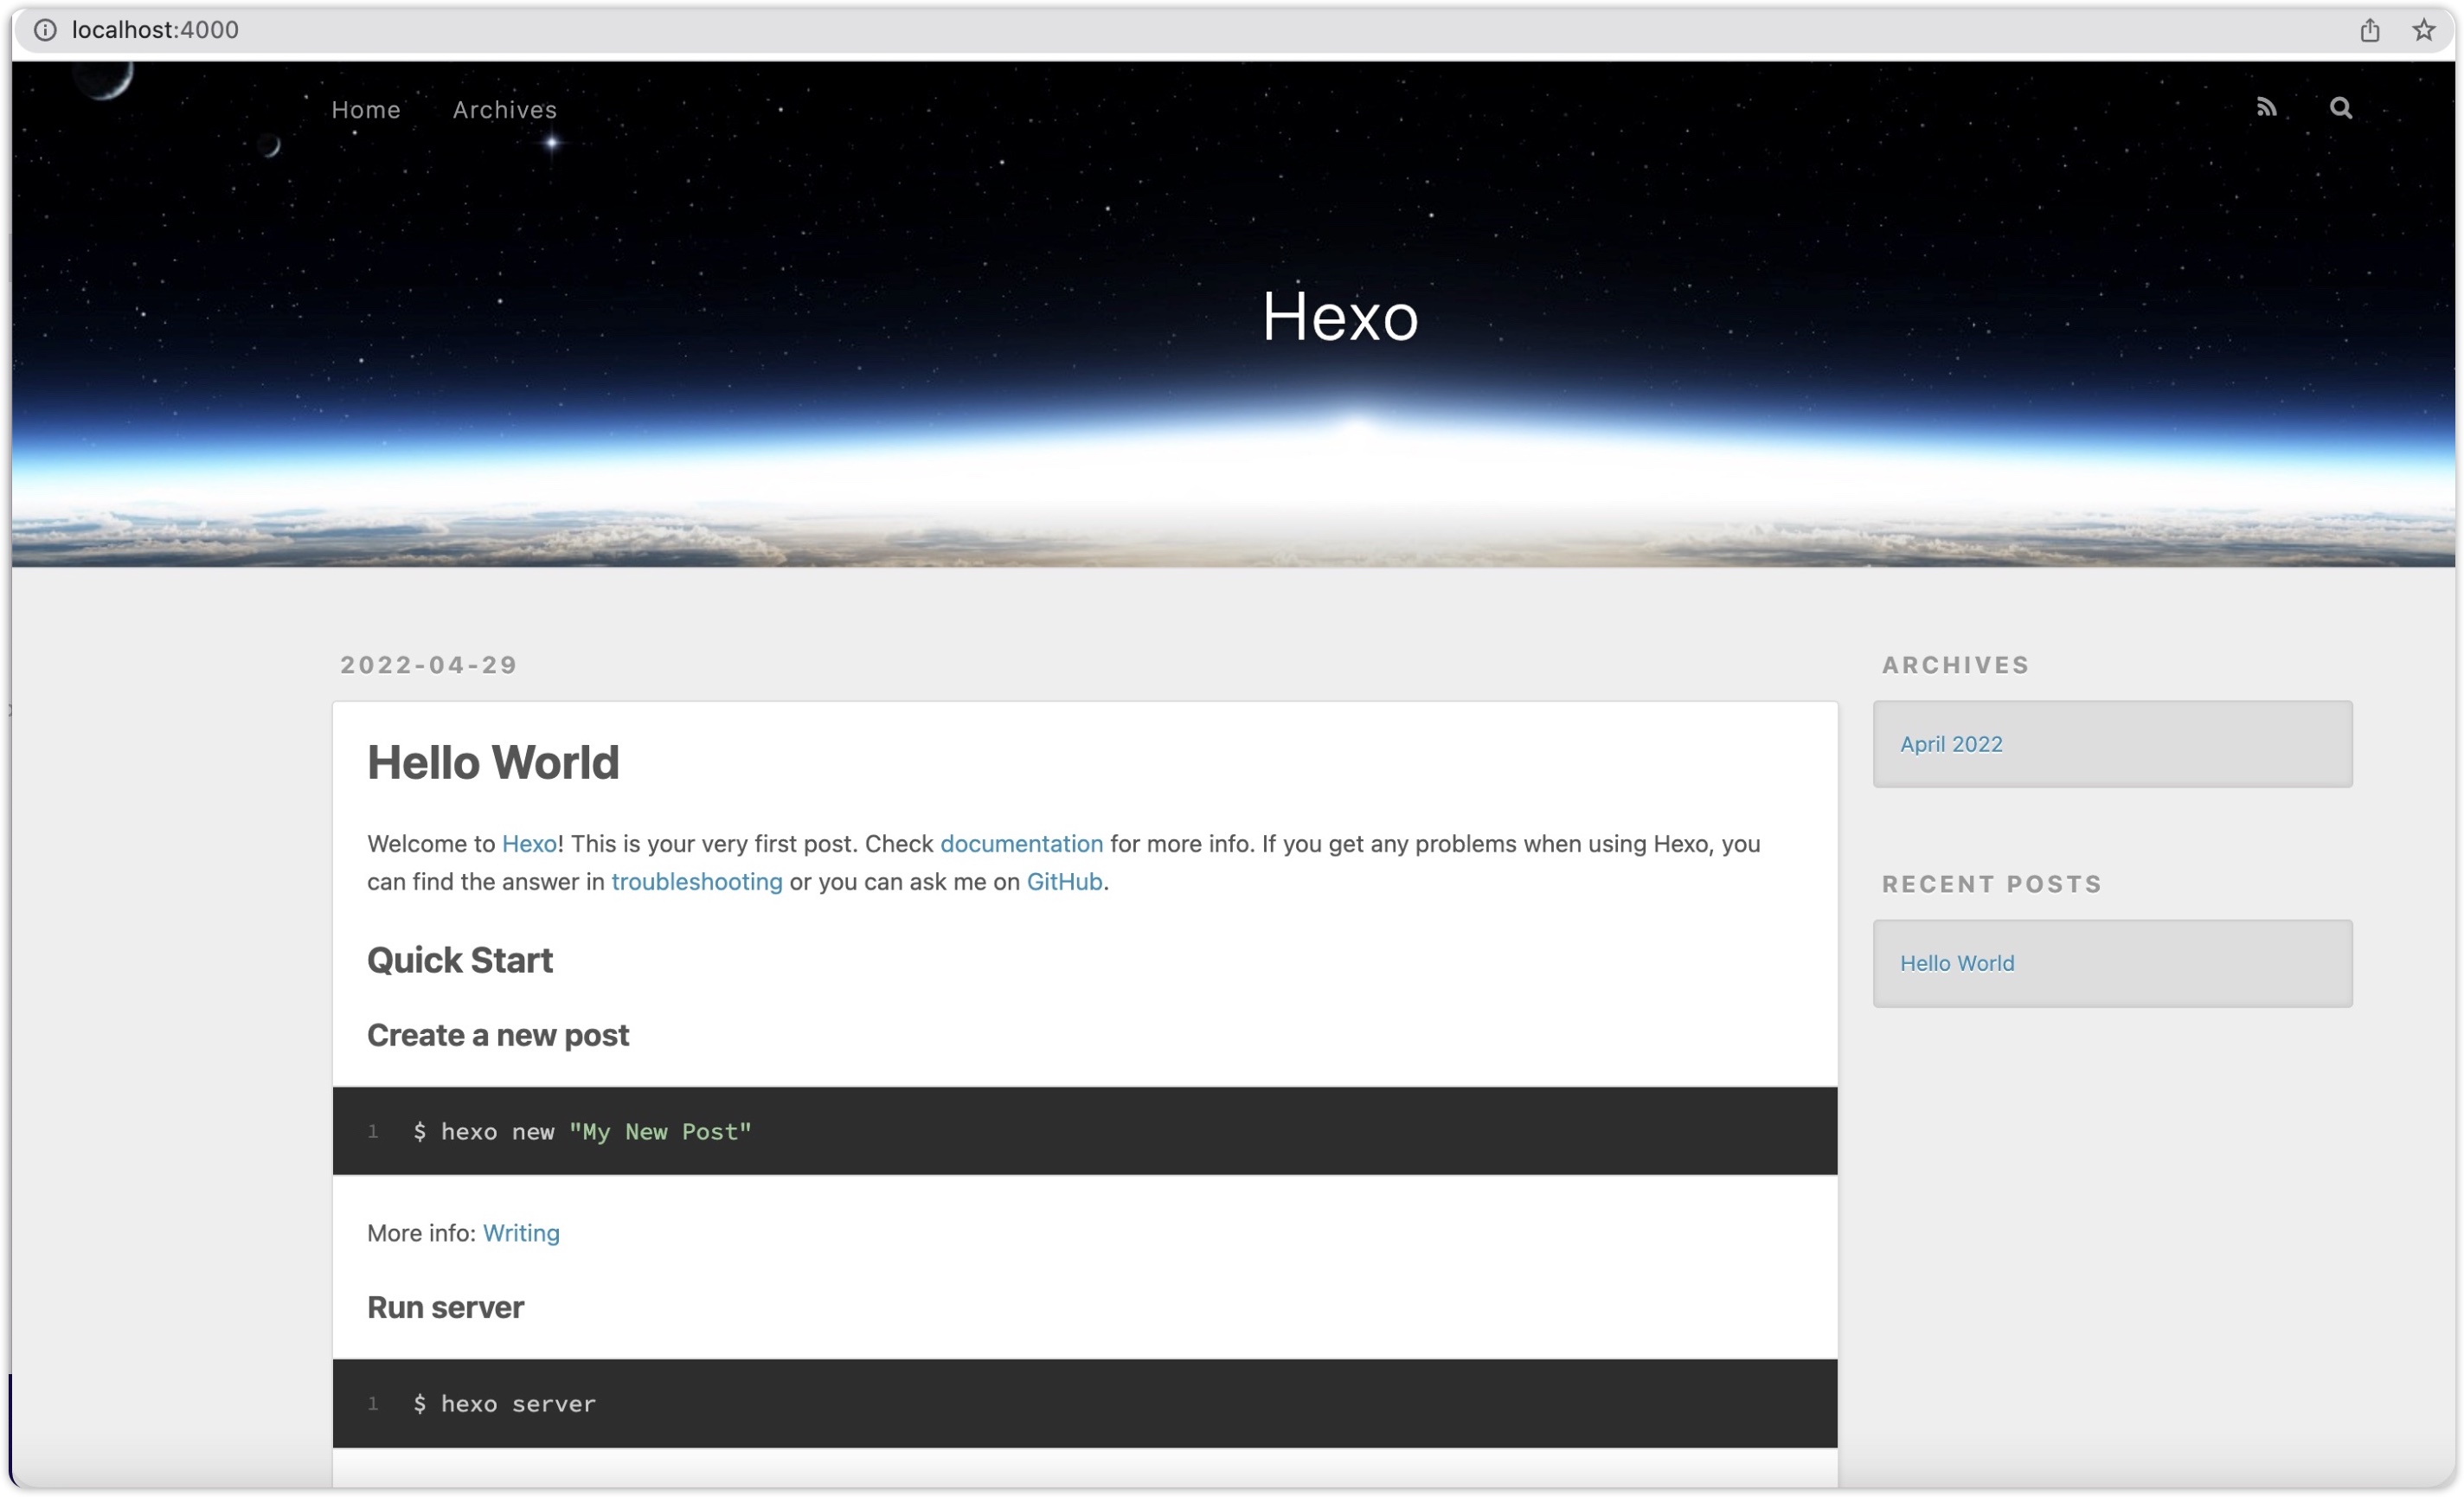 localhost:4000
Home Archives
Hexo
2022-04-29
Hello World
Welcome to Hexo! This is your very first post. Check documentation for more info. If you get any problems when using Hexo, you
can find the answer in troubleshooting or you can ask me on GitHub.
Quick Start
Create a new post
1 $ hexo new "My New Post"
More info: Writing
Run server
1 $ hexo server
ARCHIVES
April 2022
RECENT POSTS
Hello World